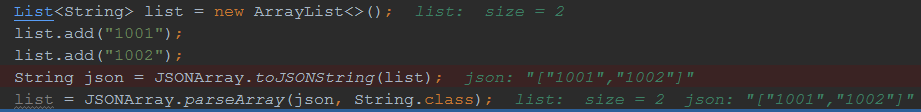 List<String> list = new ArrayList<>();  list:  size = 2
list.add("1001");
list.add("1002");
String json = JSONArray.toJSONString(list);  json: "["1001","1002"]"
list = JSONArray.parseArray(json, String.class);  list:  size = 2  json: "["1001","1002"]"